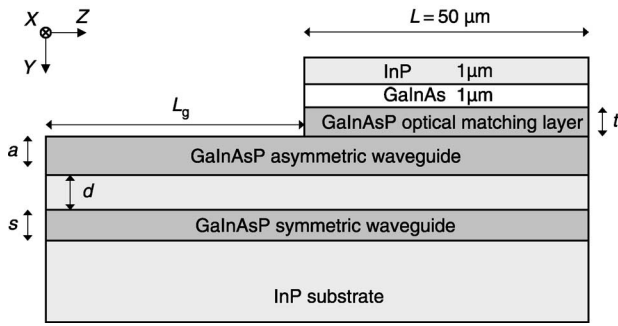 X
Z
Y
L = 50 μm
InP 1μm
GaInAs 1μm
GaInAsP optical matching layer
t
Lg
a
GaInAsP asymmetric waveguide
d
s
GaInAsP symmetric waveguide
InP substrate